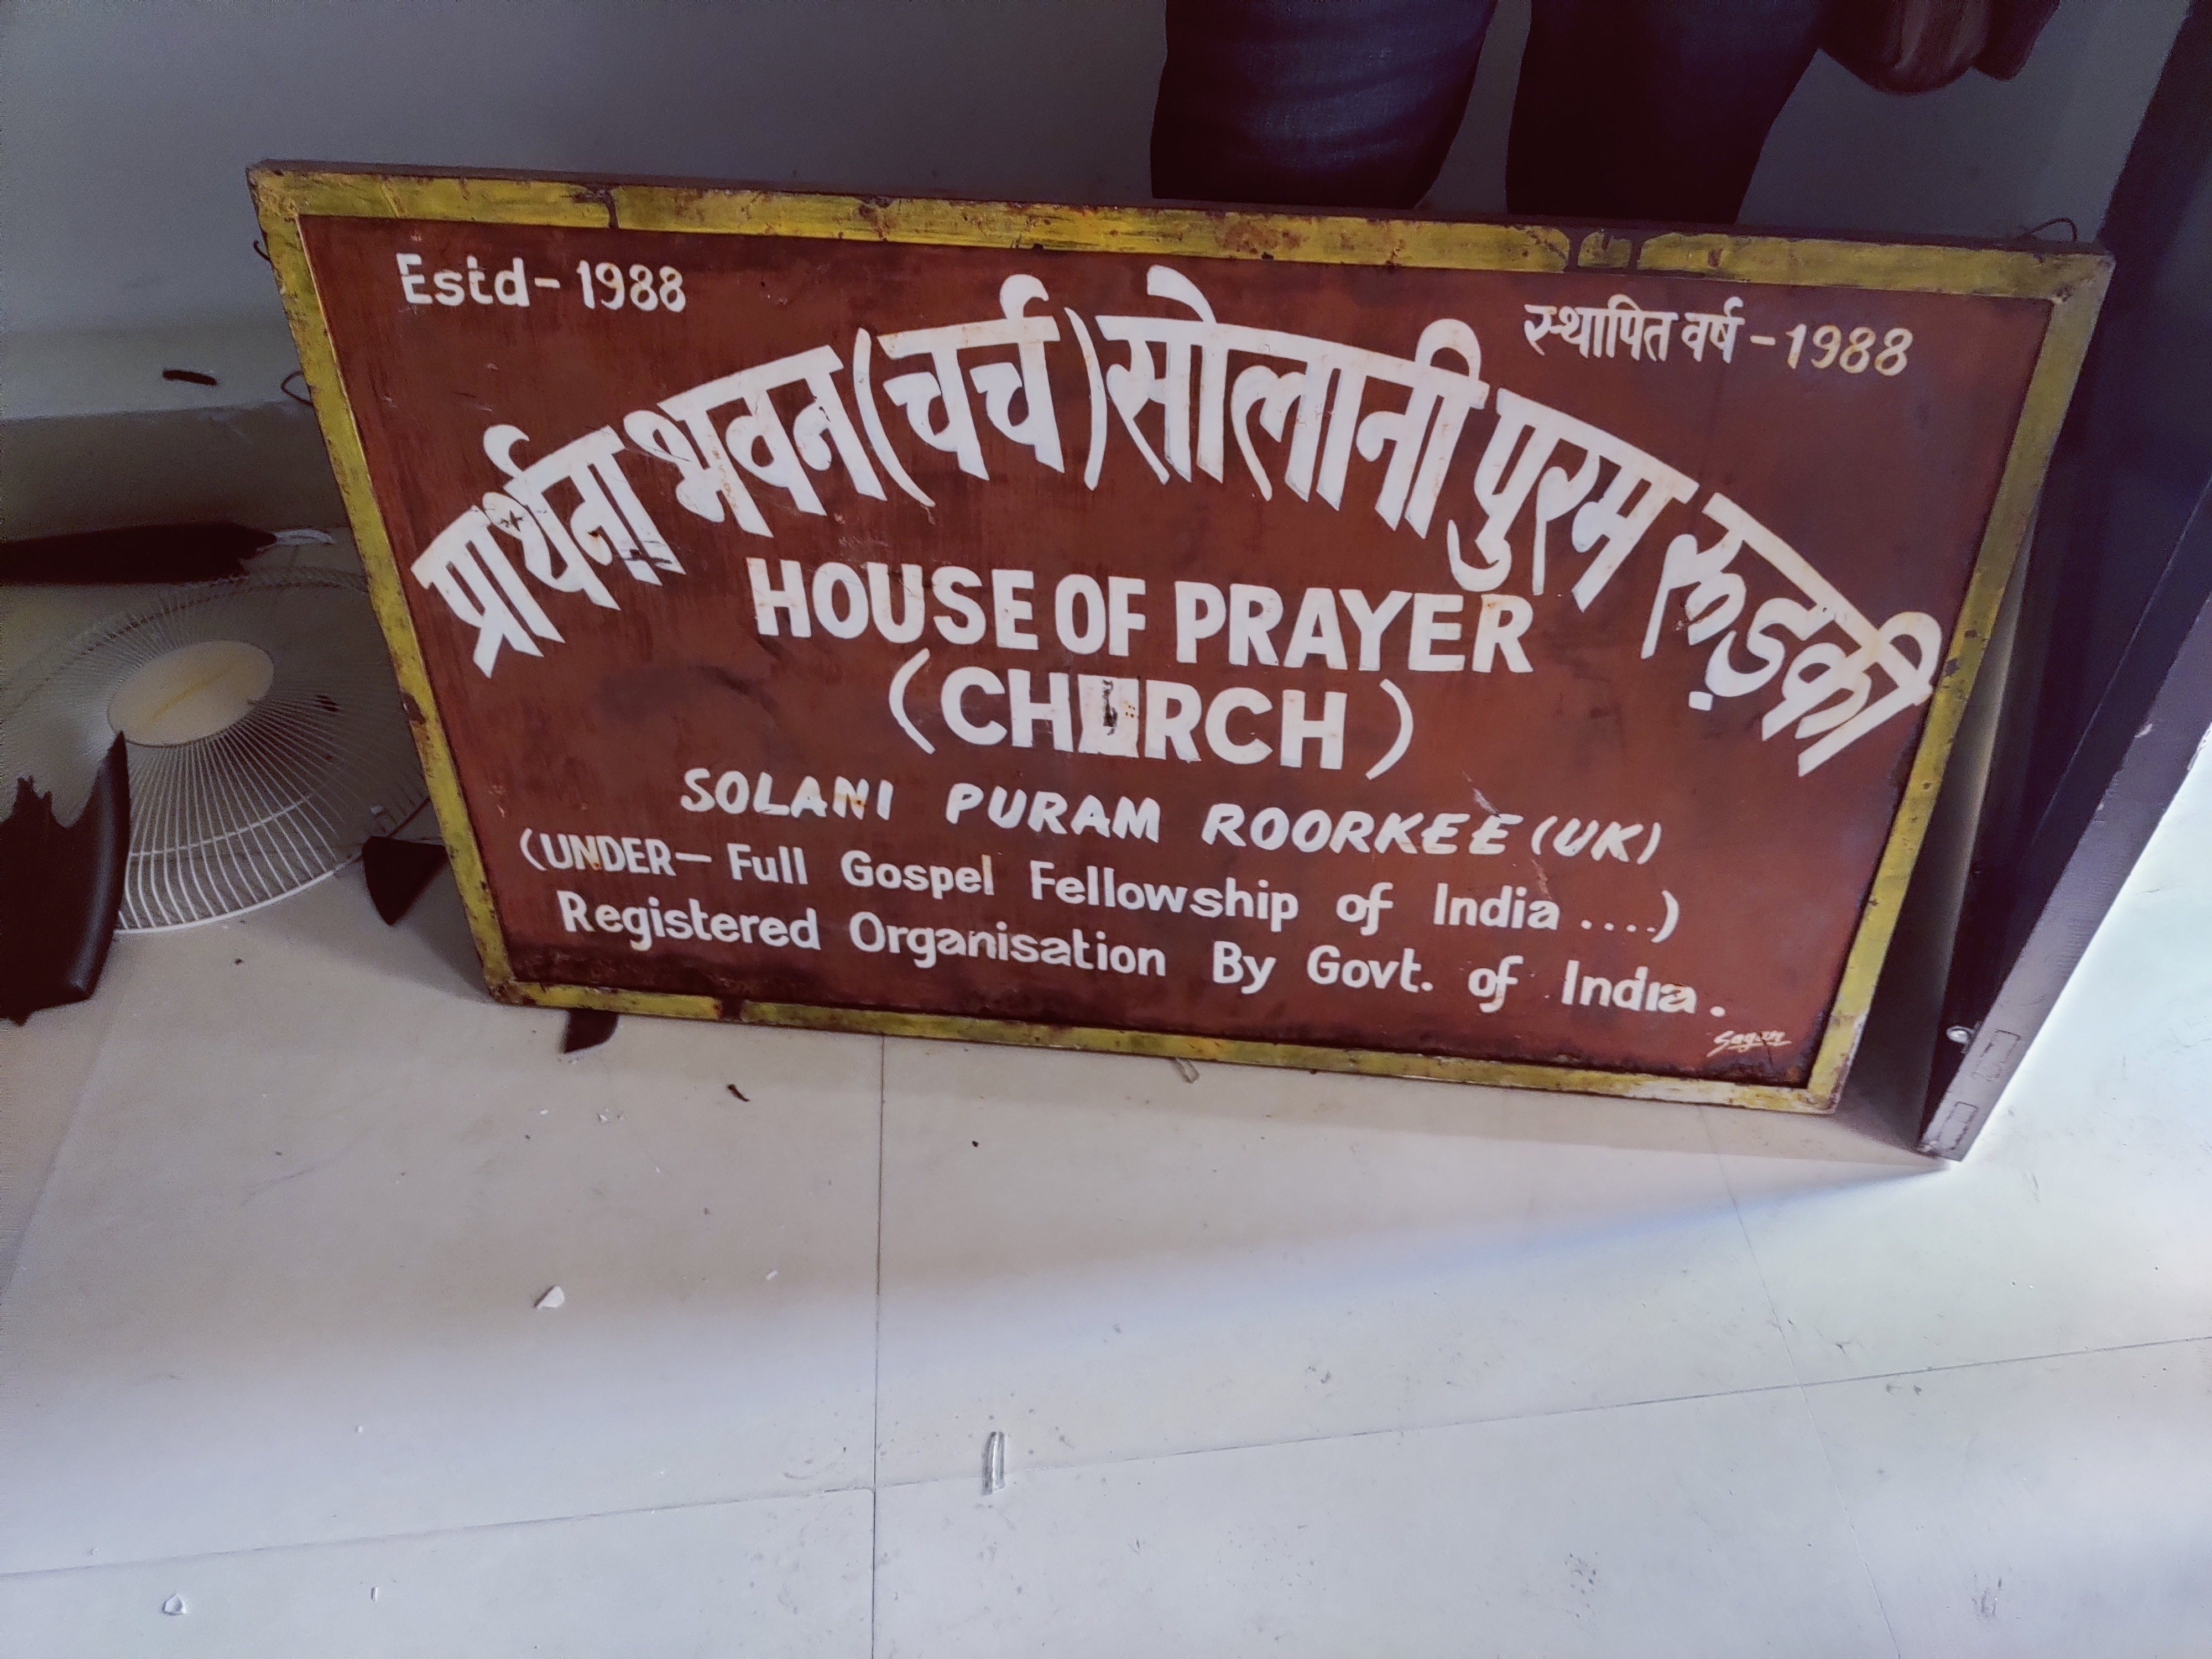 Estd-1988
स्थापित वर्ष-1988
प्रार्थना भवन (चर्च) सोलानी पुरम रूड़की
HOUSE OF PRAYER
(CHURCH)
SOLANI PURAM ROORKEE (UK)
(UNDER- Full Gospel Fellowship of India ....)
Registered Organisation By Govt. of India.
Sagun